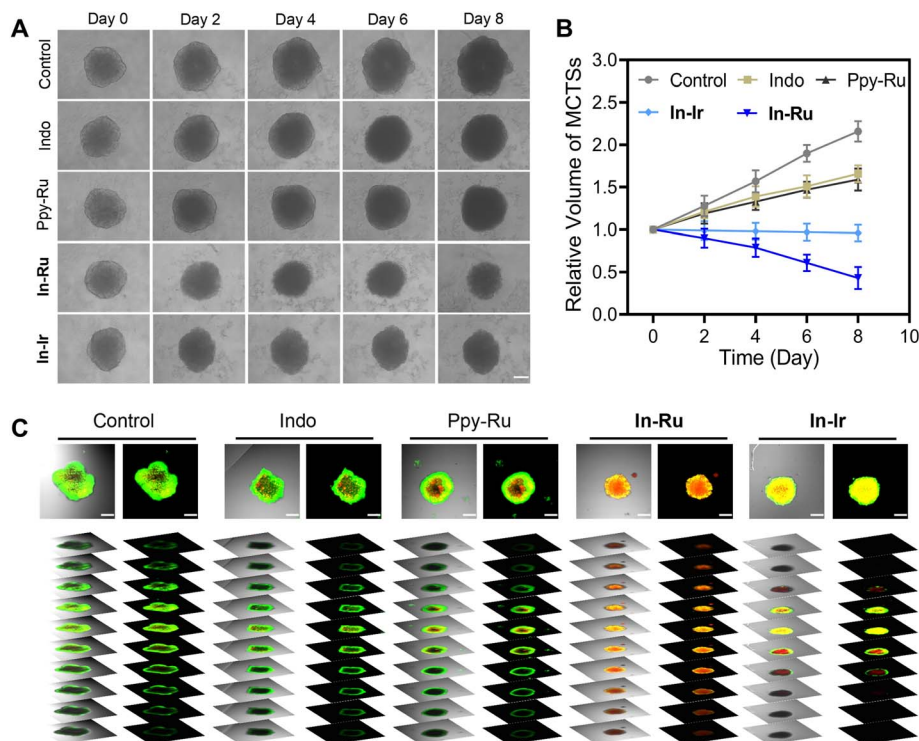 A
Day 0 Day 2 Day 4 Day 6 Day 8
Control
Indo
Ppy-Ru
In-Ru
In-Ir
B
Relative Volume of MCTSs
3.0
2.5
2.0
1.5
1.0
0.5
0.0
Control Indo Ppy-Ru
In-Ir In-Ru
0 2 4 6 8 10
Time (Day)
C
Control Indo Ppy-Ru In-Ru In-Ir